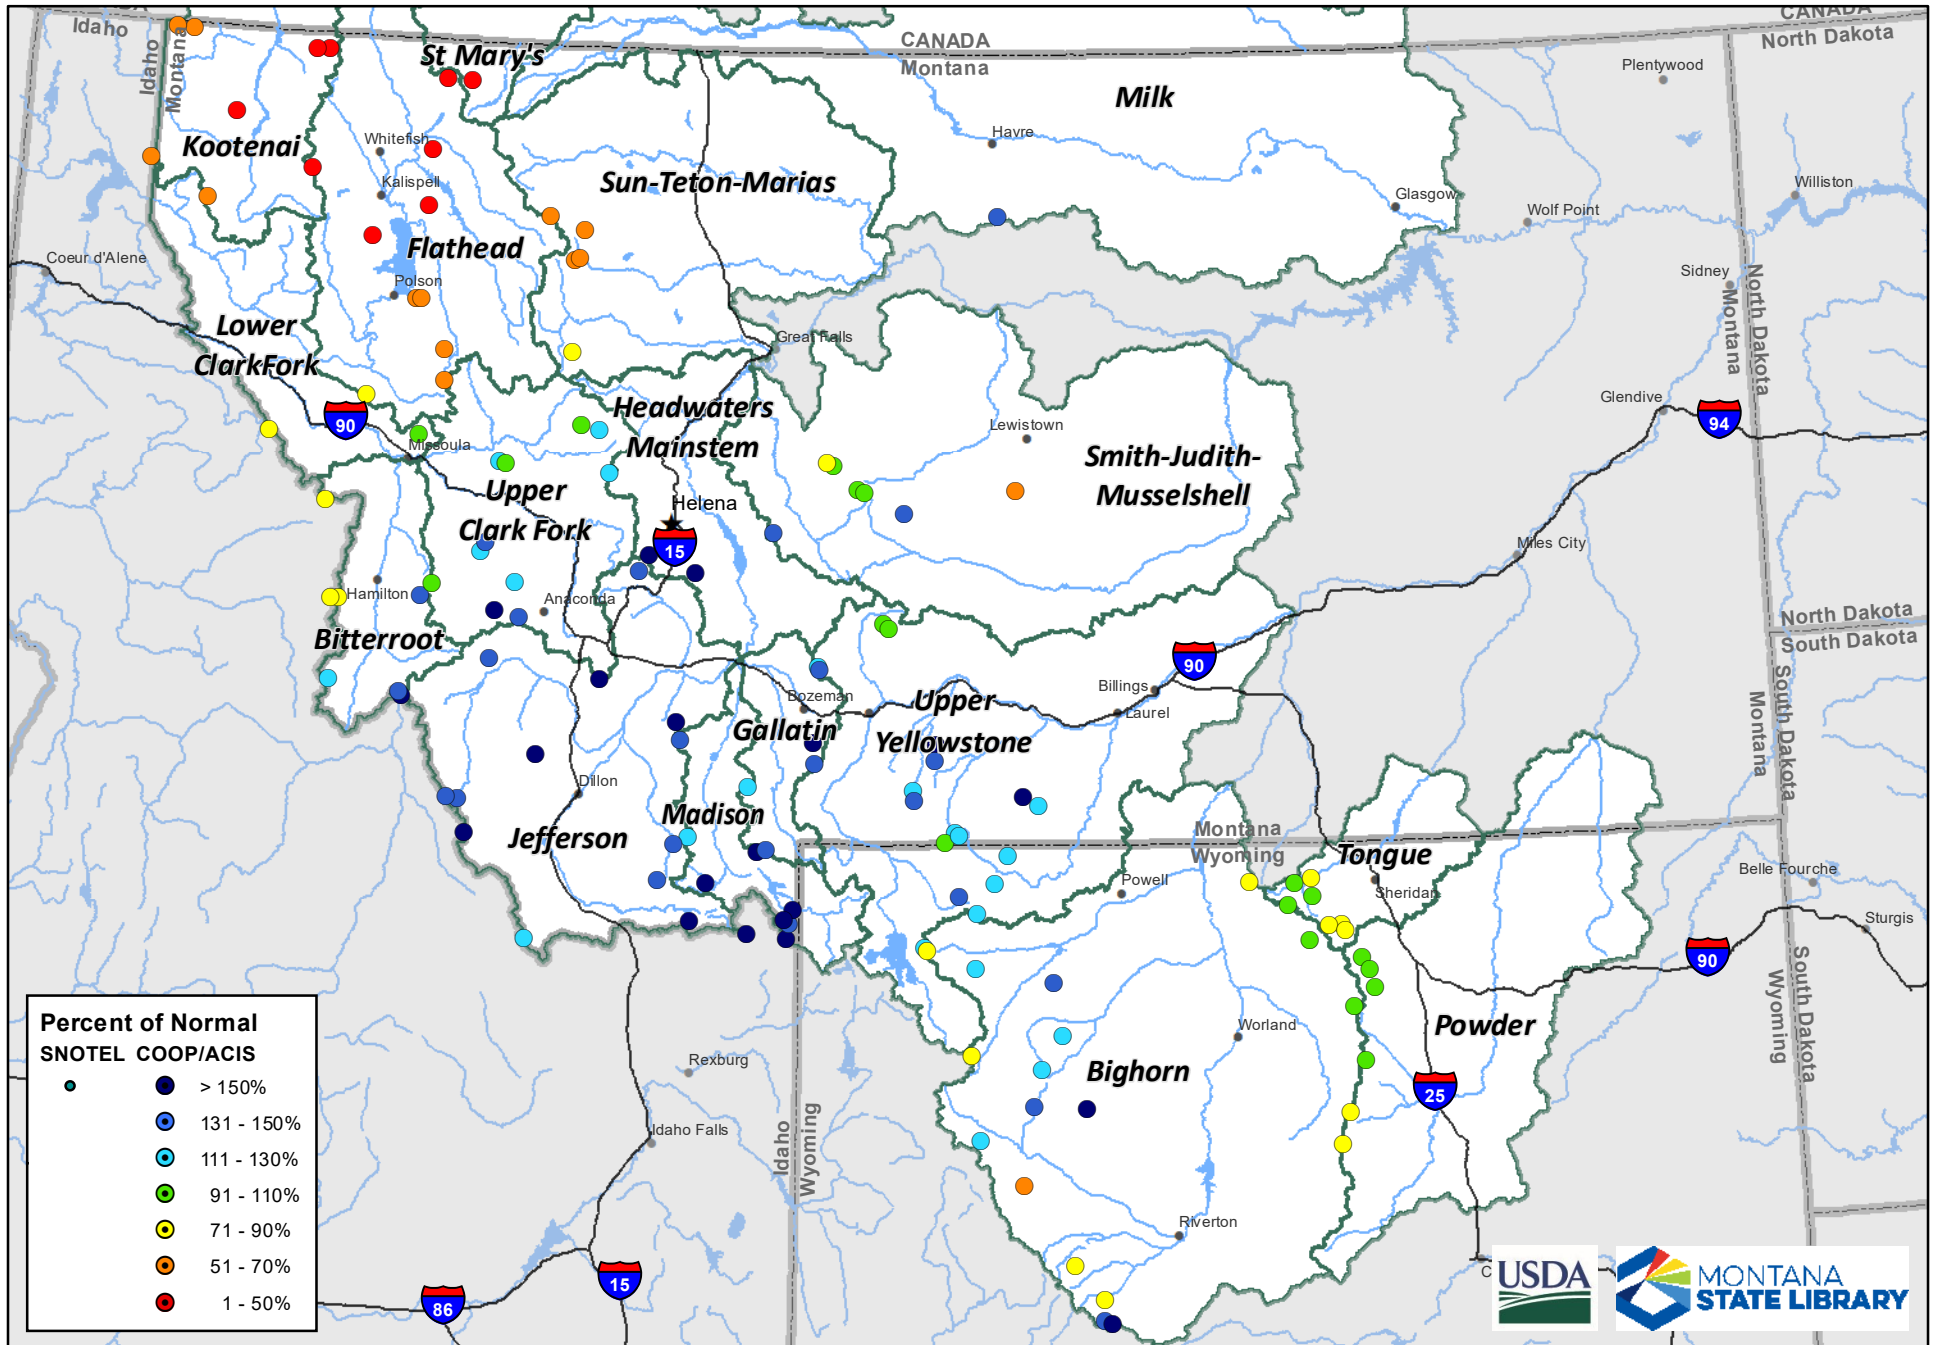 Idaho
CANADA
North Dakota
CANADA
Montana
Idaho
Montana
St Mary's
Milk
Plentywood
Kootenai
Whitefish
Havre
Kalispell
Sun-Teton-Marias
Glasgow
Williston
Wolf Point
Flathead
Coeur d'Alene
Polson
Sidney
Montana
North Dakota
Lower
ClarkFork
Great Falls
90
Headwaters
Mainstem
Lewistown
Glendive
94
Missoula
Smith-Judith-
Musselshell
Upper
Clark Fork
Helena
15
Miles City
Hamilton
Anaconda
Bitterroot
North Dakota
South Dakota
90
Billings
Laurel
Bozeman
Gallatin
Upper
Yellowstone
Montana
South Dakota
Dillon
Madison
Jefferson
Montana
Wyoming
Tongue
Sheridan
Powell
Belle Fourche
Sturgis
90
South Dakota
Wyoming
Worland
Powder
Bighorn
25
Rexburg
Idaho Falls
Idaho
Wyoming
Riverton
15
86
Percent of Normal
SNOTEL COOP/ACIS
> 150%
131 - 150%
111 - 130%
91 - 110%
71 - 90%
51 - 70%
1 - 50%
USDA
MONTANA
STATE LIBRARY